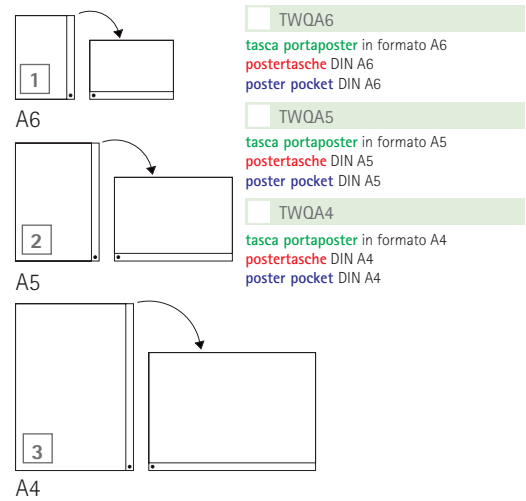 1
A6
2
A5
3
A4
TWQA6
tasca portaposter in formato A6
postertasche DIN A6
poster pocket DIN A6
TWQA5
tasca portaposter in formato A5
postertasche DIN A5
poster pocket DIN A5
TWQA4
tasca portaposter in formato A4
postertasche DIN A4
poster pocket DIN A4